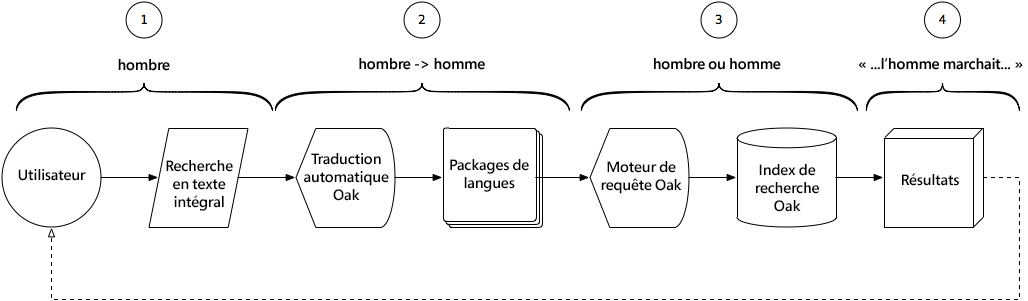 1
2
3
4
hombre
hombre -> homme
hombre ou homme
« ...l'homme marchait... »
Utilisateur
Recherche
en texte
intégral
Traduction
automatique
Oak
Packages de
langues
Moteur de
requête Oak
Index de
recherche
Oak
Résultats